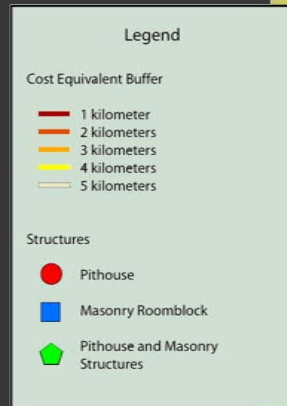 Legend
Cost Equivalent Buffer
1 kilometer
2 kilometers
3 kilometers
4 kilometers
5 kilometers
Structures
Pithouse
Masonry Roomblock
Pithouse and Masonry
Structures